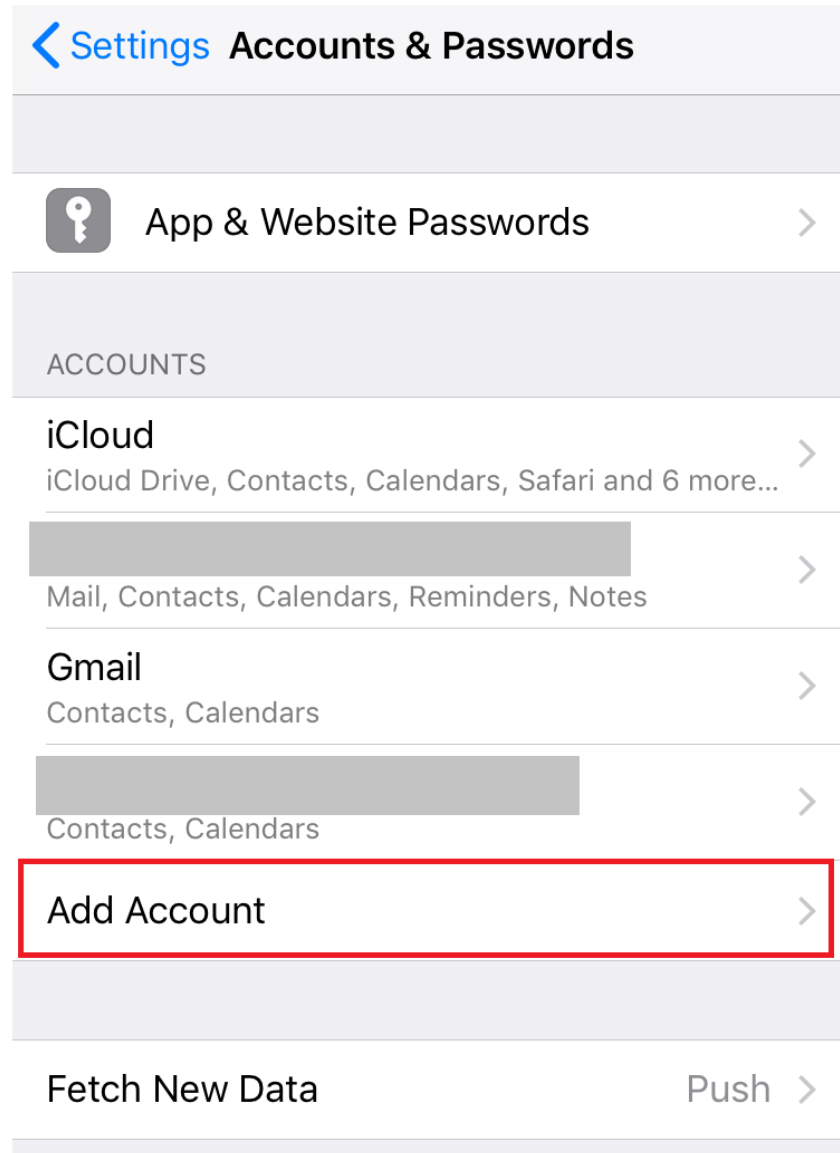 Settings Accounts & Passwords
App & Website Passwords
ACCOUNTS
iCloud
iCloud Drive, Contacts, Calendars, Safari and 6 more...
Mail, Contacts, Calendars, Reminders, Notes
Gmail
Contacts, Calendars
Contacts, Calendars
Add Account
Fetch New Data Push